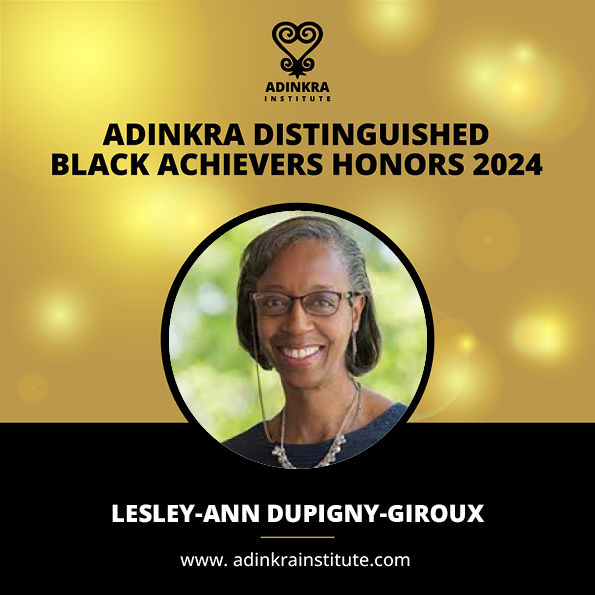 ADINKRA
INSTITUTE
ADINKRA DISTINGUISHED
BLACK ACHIEVERS HONORS 2024
LESLEY-ANN DUPIGNY-GIROUX
www. adinkrainstitute.com